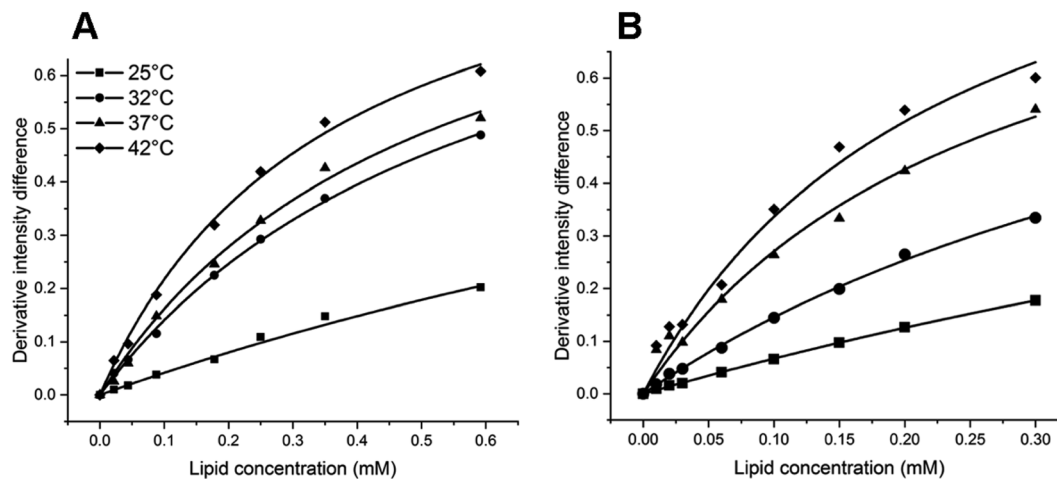 A
B
25°C
32°C
37°C
42°C
Derivative intensity difference
0.6
0.5
0.4
0.3
0.2
0.1
0.0
0.0 0.1 0.2 0.3 0.4 0.5 0.6
Lipid concentration (mM)
Derivative intensity difference
0.6
0.5
0.4
0.3
0.2
0.1
0.0
0.00 0.05 0.10 0.15 0.20 0.25 0.30
Lipid concentration (mM)